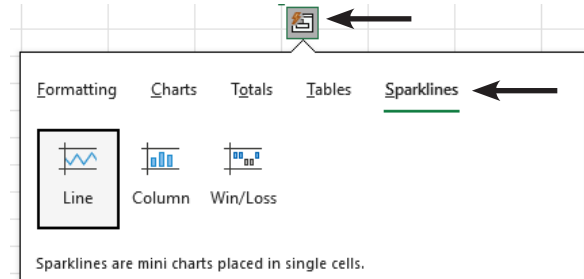 Formatting Charts Totals Tables Sparklines
Line Column Win/Loss
Sparklines are mini charts placed in single cells.